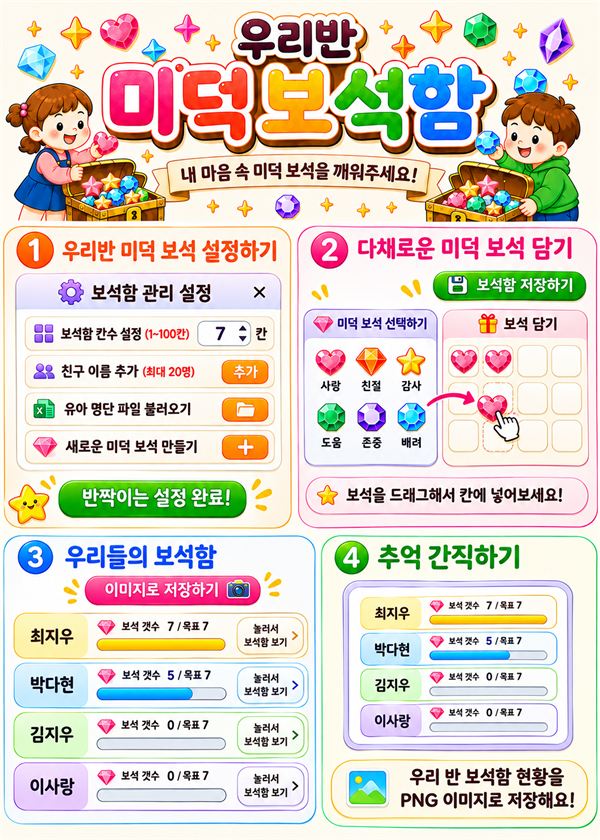 우리반
미덕 보석함
내 마음 속 미덕 보석을 깨워주세요!
1 우리반 미덕 보석 설정하기
보석함 관리 설정 ×
보석함 칸수 설정 (1~100칸) 7 칸
친구 이름 추가 (최대 20명) 추가
유아 명단 파일 불러오기
새로운 미덕 보석 만들기 +
반짝이는 설정 완료!
2 다채로운 미덕 보석 담기
보석함 저장하기
미덕 보석 선택하기
사랑 친절 감사
도움 존중 배려
보석 담기
보석을 드래그해서 칸에 넣어보세요!
3 우리들의 보석함
이미지로 저장하기
최지우 보석 갯수 7 / 목표 7 눌러서
보석함 보기 >
박다현 보석 갯수 5 / 목표 7 눌러서
보석함 보기 >
김지우 보석 갯수 0 / 목표 7 눌러서
보석함 보기 >
이사랑 보석 갯수 0 / 목표 7 눌러서
보석함 보기 >
4 추억 간직하기
최지우 보석 갯수 7 / 목표 7
박다현 보석 갯수 5 / 목표 7
김지우 보석 갯수 0 / 목표 7
이사랑 보석 갯수 0 / 목표 7
우리 반 보석함 현황을
PNG 이미지로 저장해요!